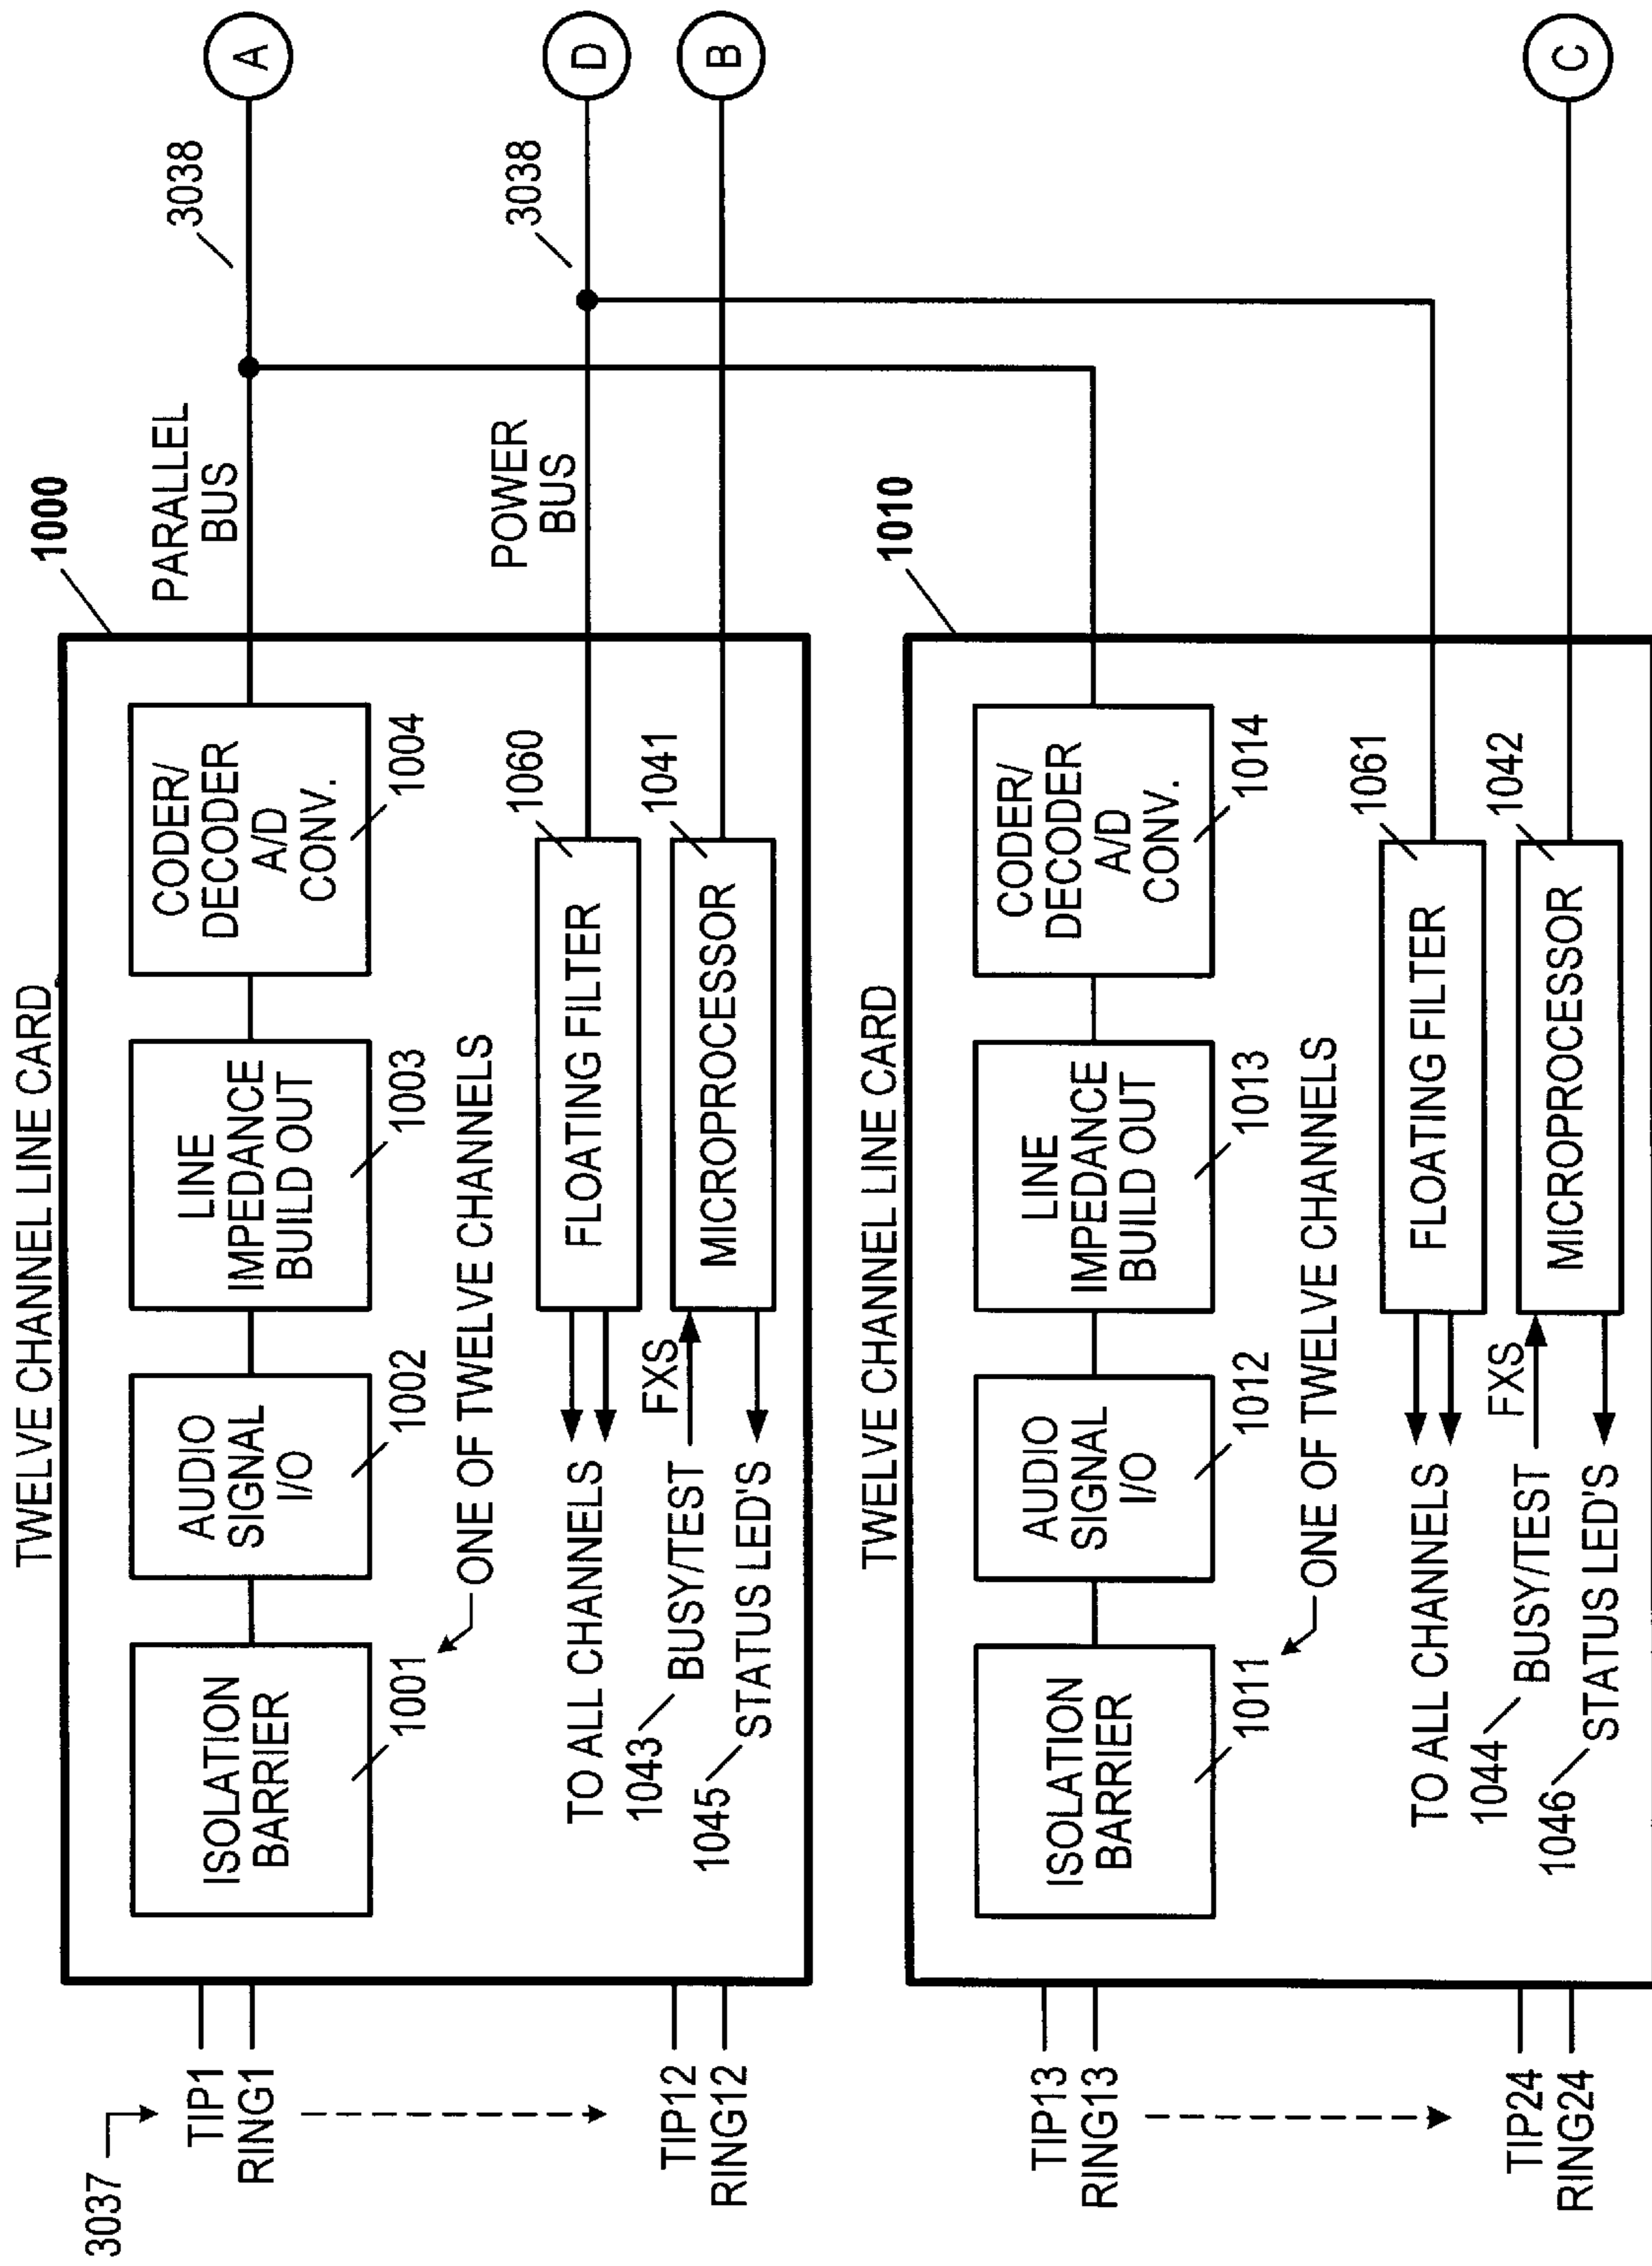 3037
TIP1
RING1
TIP12
RING12
TIP13
RING13
TIP24
RING24
TWELVE CHANNEL LINE CARD
1000
ISOLATION
BARRIER
1001
AUDIO
SIGNAL
I/O
1002
LINE
IMPEDANCE
BUILD OUT
1003
CODER/
DECODER
A/D
CONV.
1004
ONE OF TWELVE CHANNELS
TO ALL CHANNELS
FLOATING FILTER
1060
1043
BUSY/TEST
FXS
MICROPROCESSOR
1041
1045
STATUS LED'S
PARALLEL
BUS
3038
A
POWER
BUS
3038
D
B
TWELVE CHANNEL LINE CARD
1010
ISOLATION
BARRIER
1011
AUDIO
SIGNAL
I/O
1012
LINE
IMPEDANCE
BUILD OUT
1013
CODER/
DECODER
A/D
CONV.
1014
ONE OF TWELVE CHANNELS
TO ALL CHANNELS
FLOATING FILTER
1061
1044
BUSY/TEST
FXS
MICROPROCESSOR
1042
1046
STATUS LED'S
C